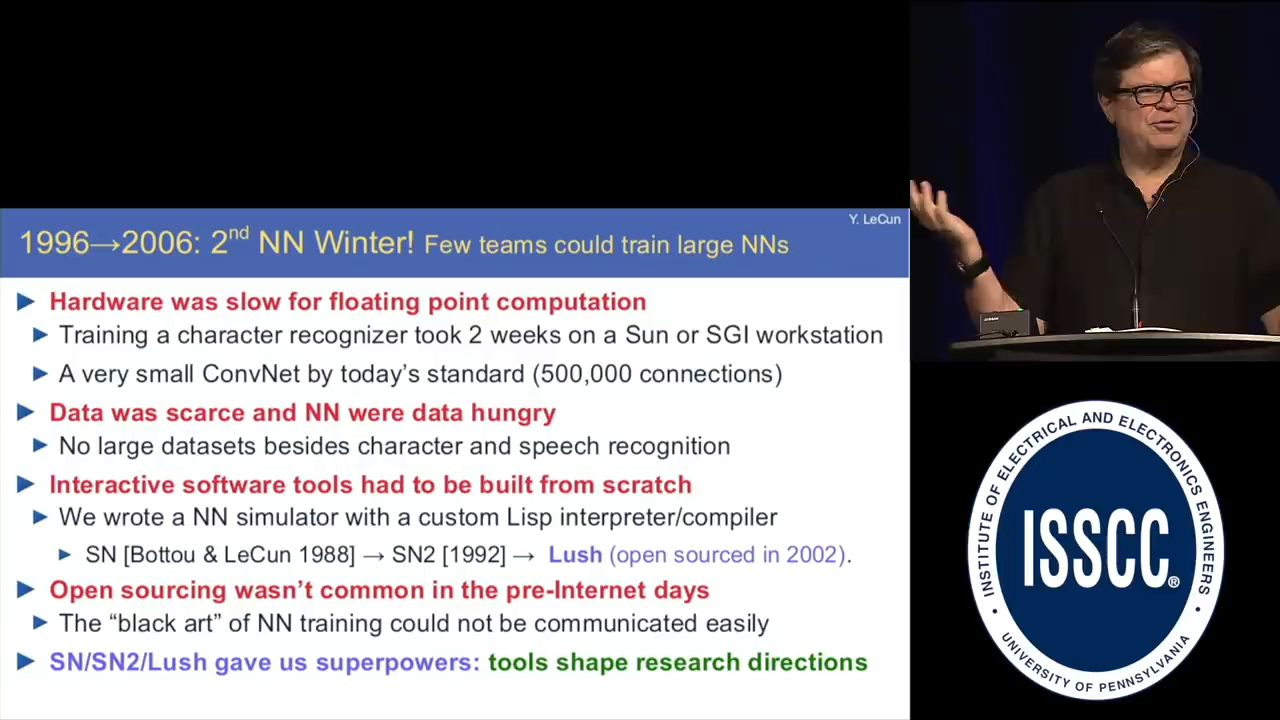 Y. LeCun
1996→2006: 2nd NN Winter! Few teams could train large NNs
Hardware was slow for floating point computation
Training a character recognizer took 2 weeks on a Sun or SGI workstation
A very small ConvNet by today's standard (500,000 connections)
Data was scarce and NN were data hungry
No large datasets besides character and speech recognition
Interactive software tools had to be built from scratch
We wrote a NN simulator with a custom Lisp interpreter/compiler
SN [Bottou & LeCun 1988] → SN2 [1992] → Lush (open sourced in 2002).
Open sourcing wasn't common in the pre-Internet days
The “black art” of NN training could not be communicated easily
SN/SN2/Lush gave us superpowers: tools shape research directions
INSTITUTE OF ELECTRICAL AND ELECTRONICS ENGINEERS
ISSCC®
UNIVERSITY OF PENNSYLVANIA